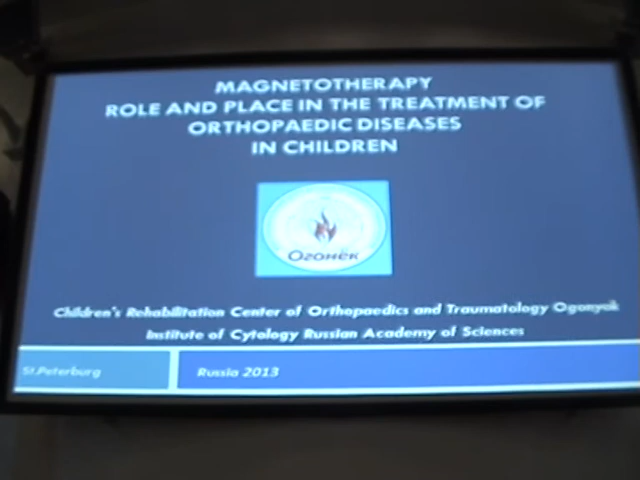 MAGNETOTHERAPY
ROLE AND PLACE IN THE TREATMENT OF
ORTHOPAEDIC DISEASES
IN CHILDREN
Огонёк
Children's Rehabilitation Center of Orthopaedics and Traumatology Ogonyok
Institute of Cytology Russian Academy of Sciences
St.Peterburg
Russia 2013